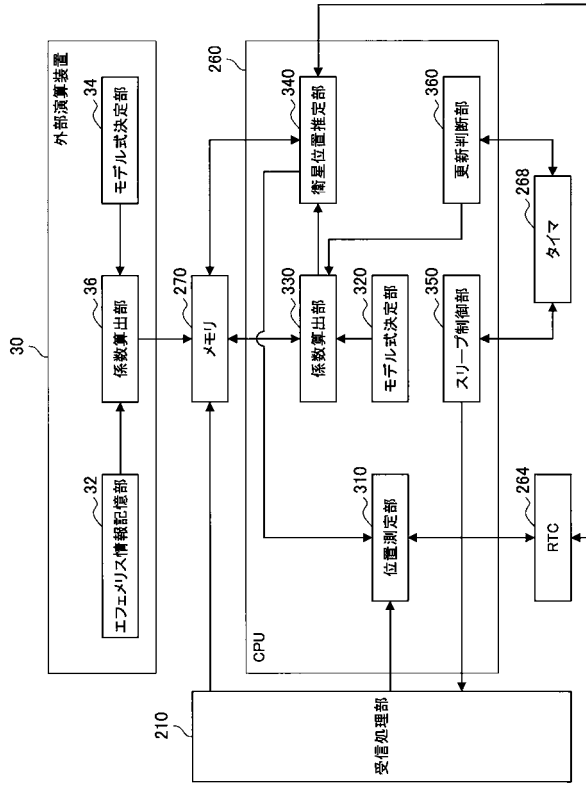 30
外部演算装置
32
エフェメリス情報記憶部
36
係数算出部
34
モデル式決定部
270
メモリ
260
CPU
210
受信処理部
310
位置測定部
330
係数算出部
340
衛星位置推定部
320
モデル式決定部
350
スリープ制御部
360
更新判断部
264
RTC
268
タイマ